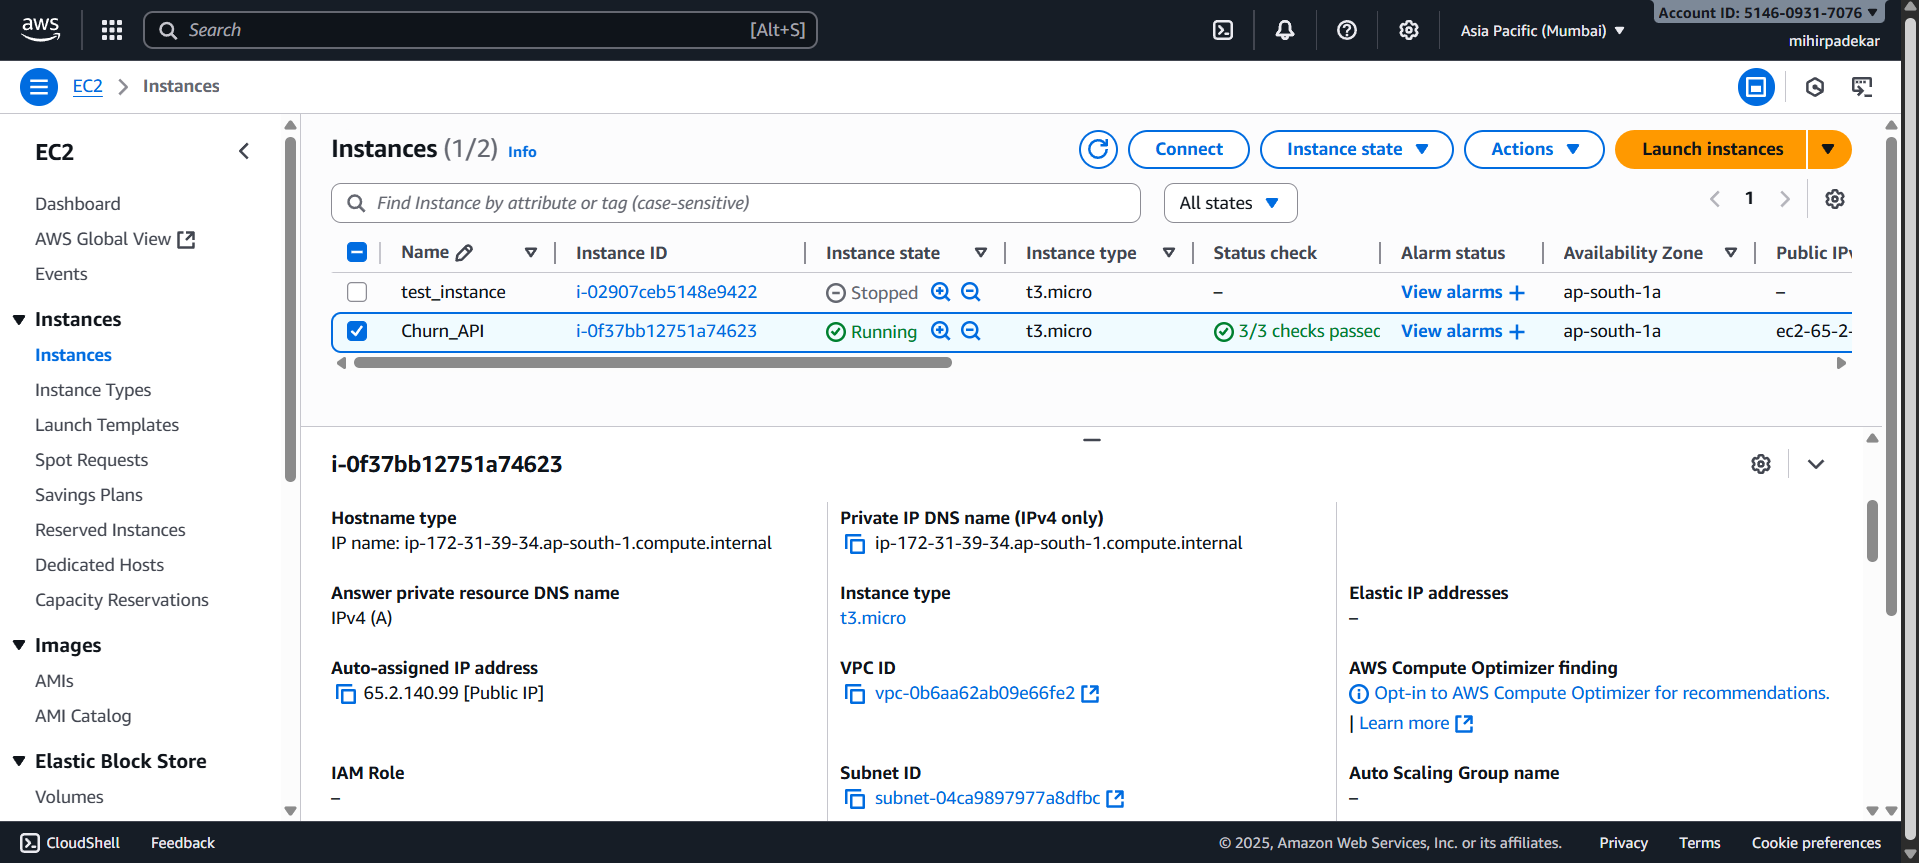 aws
Search
[Alt+S]
Asia Pacific (Mumbai)
Account ID: 5146-0931-7076
mihirpadekar
EC2
Instances
EC2
Dashboard
AWS Global View
Events
Instances
Instances
Instance Types
Launch Templates
Spot Requests
Savings Plans
Reserved Instances
Dedicated Hosts
Capacity Reservations
Images
AMIs
AMI Catalog
Elastic Block Store
Volumes
Instances (1/2) Info
Connect
Instance state
Actions
Launch instances
Find Instance by attribute or tag (case-sensitive)
All states
1
Name Instance ID Instance state Instance type Status check Alarm status Availability Zone Public IPv
test_instance i-02907ceb5148e9422 Stopped t3.micro – View alarms + ap-south-1a –
Churn_API i-0f37bb12751a74623 Running t3.micro 3/3 checks passec View alarms + ap-south-1a ec2-65-2-
i-0f37bb12751a74623
Hostname type
IP name: ip-172-31-39-34.ap-south-1.compute.internal
Private IP DNS name (IPv4 only)
ip-172-31-39-34.ap-south-1.compute.internal
Answer private resource DNS name
IPv4 (A)
Instance type
t3.micro
Elastic IP addresses
–
Auto-assigned IP address
65.2.140.99 [Public IP]
VPC ID
vpc-0b6aa62ab09e66fe2
AWS Compute Optimizer finding
Opt-in to AWS Compute Optimizer for recommendations.
| Learn more
IAM Role
–
Subnet ID
subnet-04ca9897977a8dfbc
Auto Scaling Group name
–
CloudShell
Feedback
© 2025, Amazon Web Services, Inc. or its affiliates.
Privacy
Terms
Cookie preferences